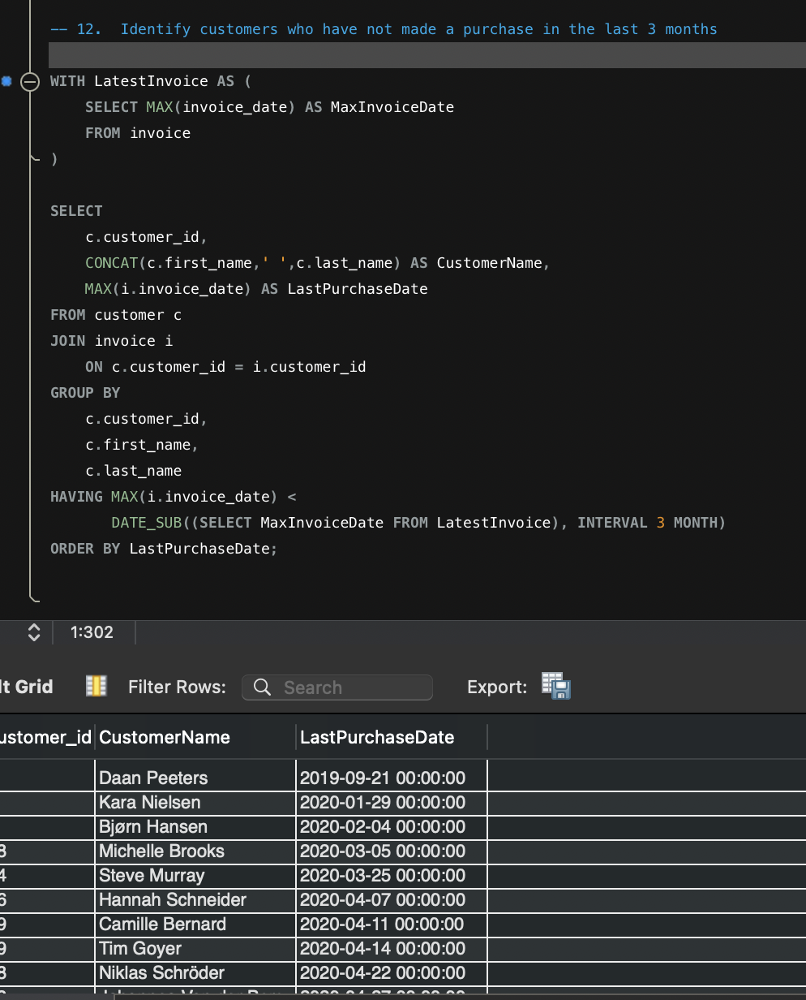 -- 12.  Identify customers who have not made a purchase in the last 3 months
WITH LatestInvoice AS (
    SELECT MAX(invoice_date) AS MaxInvoiceDate
    FROM invoice
)
SELECT
    c.customer_id,
    CONCAT(c.first_name,' ',c.last_name) AS CustomerName,
    MAX(i.invoice_date) AS LastPurchaseDate
FROM customer c
JOIN invoice i
    ON c.customer_id = i.customer_id
GROUP BY
    c.customer_id,
    c.first_name,
    c.last_name
HAVING MAX(i.invoice_date) <
       DATE_SUB((SELECT MaxInvoiceDate FROM LatestInvoice), INTERVAL 3 MONTH)
ORDER BY LastPurchaseDate;
1:302
lt Grid Filter Rows: Search Export:
ustomer_id CustomerName LastPurchaseDate
Daan Peeters 2019-09-21 00:00:00
Kara Nielsen 2020-01-29 00:00:00
Bjørn Hansen 2020-02-04 00:00:00
8 Michelle Brooks 2020-03-05 00:00:00
4 Steve Murray 2020-03-25 00:00:00
6 Hannah Schneider 2020-04-07 00:00:00
9 Camille Bernard 2020-04-11 00:00:00
9 Tim Goyer 2020-04-14 00:00:00
8 Niklas Schröder 2020-04-22 00:00:00